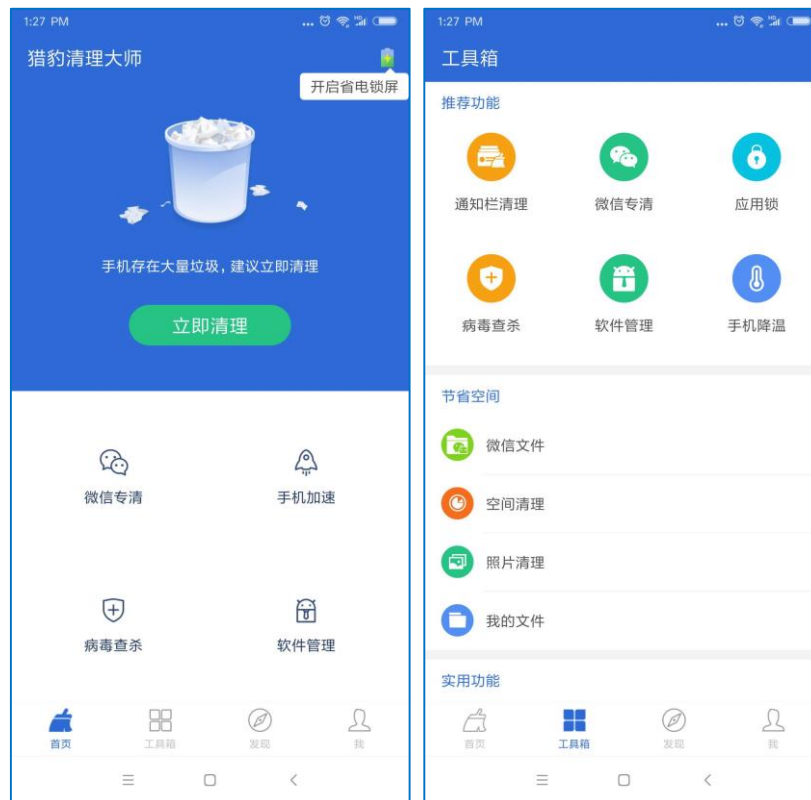 1:27 PM
猎豹清理大师
开启省电锁屏
手机存在大量垃圾，建议立即清理
立即清理
微信专清
手机加速
病毒查杀
软件管理
首页
工具箱
发现
我
1:27 PM
工具箱
推荐功能
通知栏清理
微信专清
应用锁
病毒查杀
软件管理
手机降温
节省空间
微信文件
空间清理
照片清理
我的文件
实用功能
首页
工具箱
发现
我